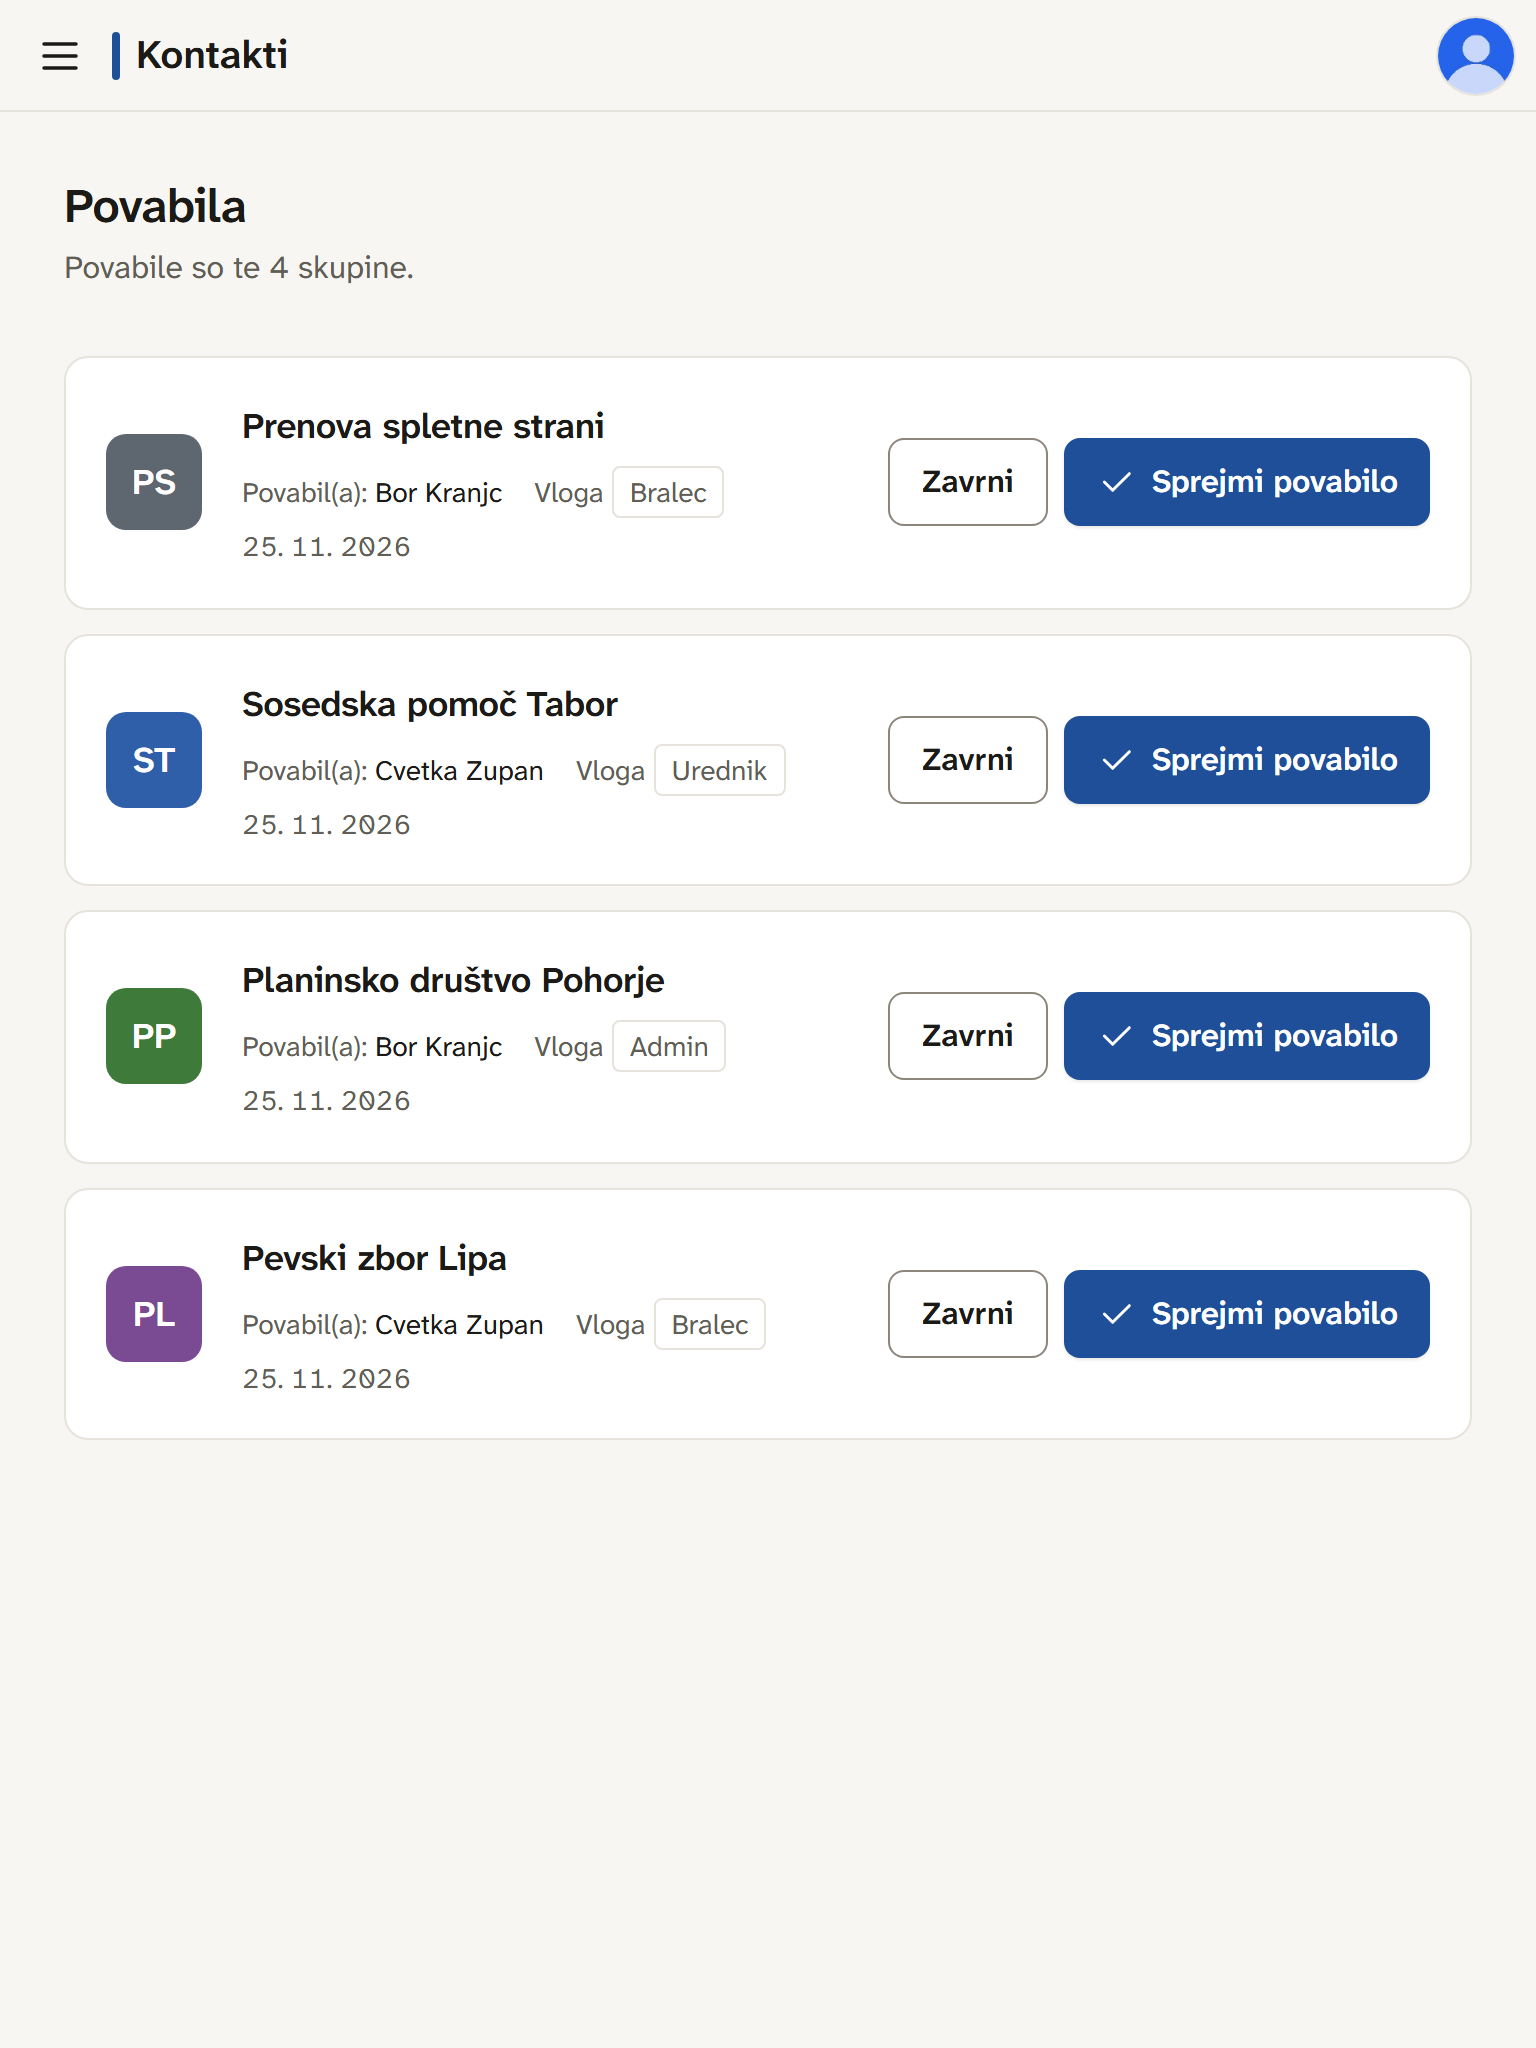 Kontakti
Povabila
Povabile so te 4 skupine.
PS
Prenova spletne strani
Povabil(a): Bor Kranjc Vloga Bralec
25. 11. 2026
Zavrni
Sprejmi povabilo
ST
Sosedska pomoč Tabor
Povabil(a): Cvetka Zupan Vloga Urednik
25. 11. 2026
Zavrni
Sprejmi povabilo
PP
Planinsko društvo Pohorje
Povabil(a): Bor Kranjc Vloga Admin
25. 11. 2026
Zavrni
Sprejmi povabilo
PL
Pevski zbor Lipa
Povabil(a): Cvetka Zupan Vloga Bralec
25. 11. 2026
Zavrni
Sprejmi povabilo